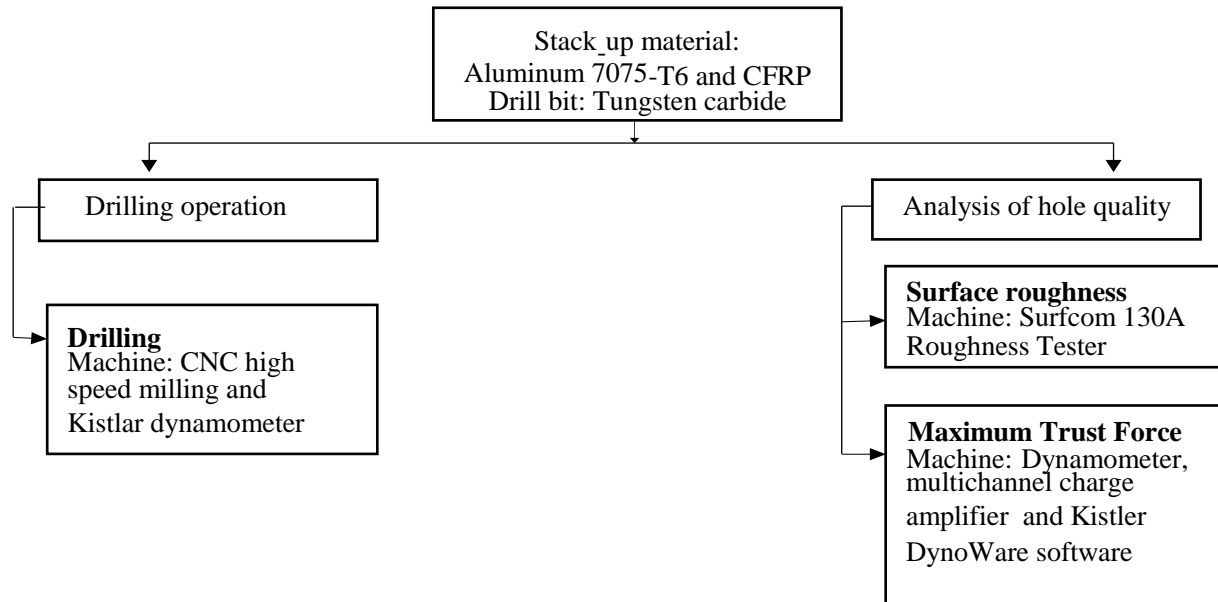 Stack_up material:
Aluminum 7075-T6 and CFRP
Drill bit: Tungsten carbide
Drilling operation
Analysis of hole quality
Drilling
Machine: CNC high
speed milling and
Kistlar dynamometer
Surface roughness
Machine: Surfcom 130A
Roughness Tester
Maximum Trust Force
Machine: Dynamometer,
multichannel charge
amplifier and Kistler
DynoWare software